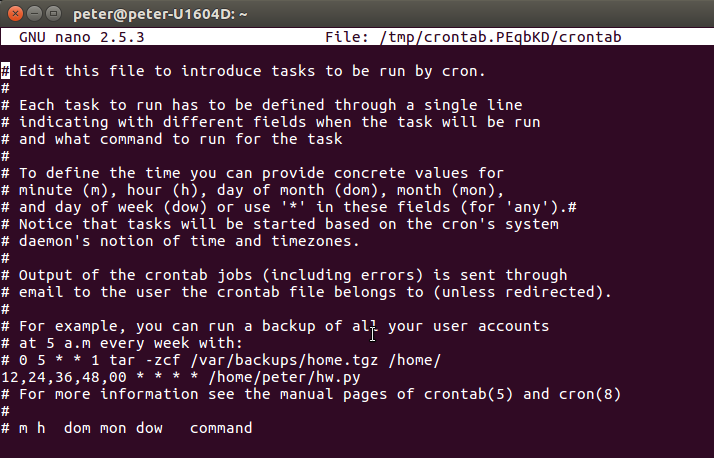 peter@peter-U1604D: ~
GNU nano 2.5.3 File: /tmp/crontab.PEqbKD/crontab
# Edit this file to introduce tasks to be run by cron.
#
# Each task to run has to be defined through a single line
# indicating with different fields when the task will be run
# and what command to run for the task
#
# To define the time you can provide concrete values for
# minute (m), hour (h), day of month (dom), month (mon),
# and day of week (dow) or use '*' in these fields (for 'any').#
# Notice that tasks will be started based on the cron's system
# daemon's notion of time and timezones.
#
# Output of the crontab jobs (including errors) is sent through
# email to the user the crontab file belongs to (unless redirected).
#
# For example, you can run a backup of all your user accounts
# at 5 a.m every week with:
# 0 5 * * 1 tar -zcf /var/backups/home.tgz /home/
12,24,36,48,00 * * * * /home/peter/hw.py
# For more information see the manual pages of crontab(5) and cron(8)
#
# m h  dom mon dow   command